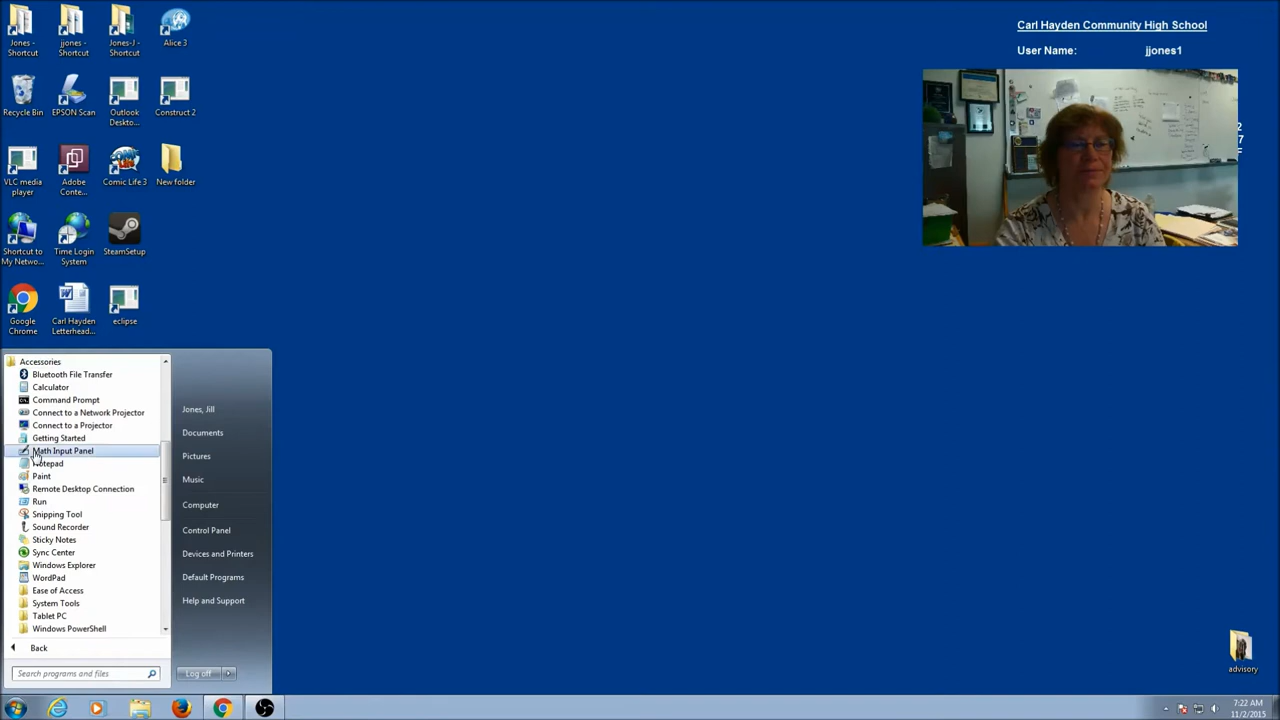 Jones -
Shortcut
jjones -
Shortcut
Jones-J -
Shortcut
Alice 3
Recycle Bin
EPSON Scan
Outlook
Deskto...
Construct 2
VLC media
player
Adobe
Conte...
Comic Life 3
New folder
Shortcut to
My Netwo...
Time Login
System
SteamSetup
Google
Chrome
Carl Hayden
Letterhead...
eclipse
Carl Hayden Community High School
User Name: jjones1
2
7
F
Accessories
Bluetooth File Transfer
Calculator
Command Prompt
Connect to a Network Projector
Connect to a Projector
Getting Started
Math Input Panel
Notepad
Paint
Remote Desktop Connection
Run
Snipping Tool
Sound Recorder
Sticky Notes
Sync Center
Windows Explorer
WordPad
Ease of Access
System Tools
Tablet PC
Windows PowerShell
Back
Search programs and files
Jones, Jill
Documents
Pictures
Music
Computer
Control Panel
Devices and Printers
Default Programs
Help and Support
Log off
advisory
7:22 AM
11/2/2015